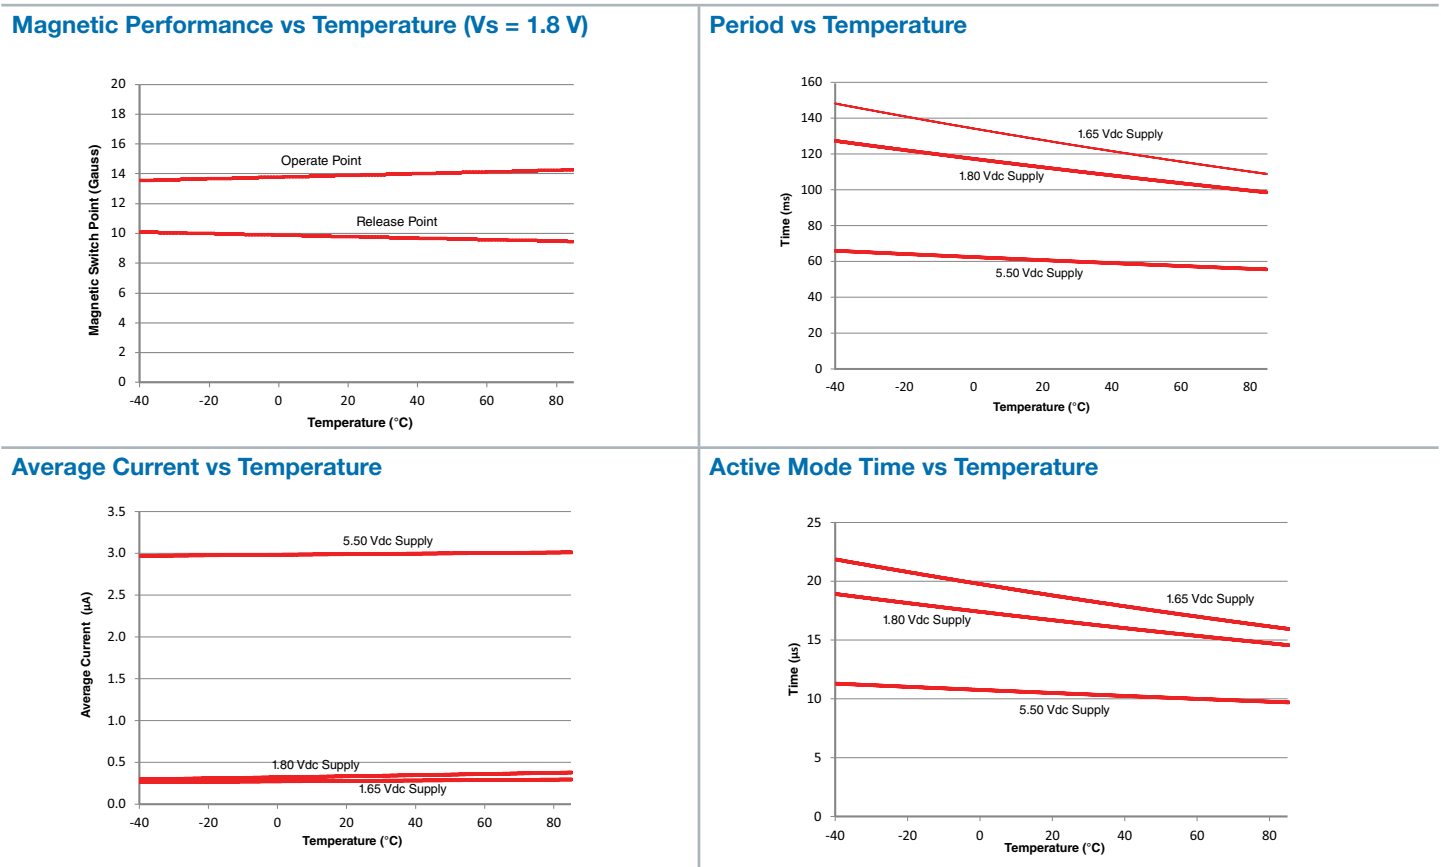 Magnetic Performance vs Temperature (Vs = 1.8 V)
20
18
16
14
12
10
8
6
4
2
0
Magnetic Switch Point (Gauss)
Operate Point
Release Point
-40 -20 0 20 40 60 80
Temperature (°C)
Period vs Temperature
160
140
120
100
80
60
40
20
0
Time (ms)
1.65 Vdc Supply
1.80 Vdc Supply
5.50 Vdc Supply
-40 -20 0 20 40 60 80
Temperature (°C)
Average Current vs Temperature
3.5
3.0
2.5
2.0
1.5
1.0
0.5
0.0
Average Current (µA)
5.50 Vdc Supply
1.80 Vdc Supply
1.65 Vdc Supply
-40 -20 0 20 40 60 80
Temperature (°C)
Active Mode Time vs Temperature
25
20
15
10
5
0
Time (µs)
1.65 Vdc Supply
1.80 Vdc Supply
5.50 Vdc Supply
-40 -20 0 20 40 60 80
Temperature (°C)